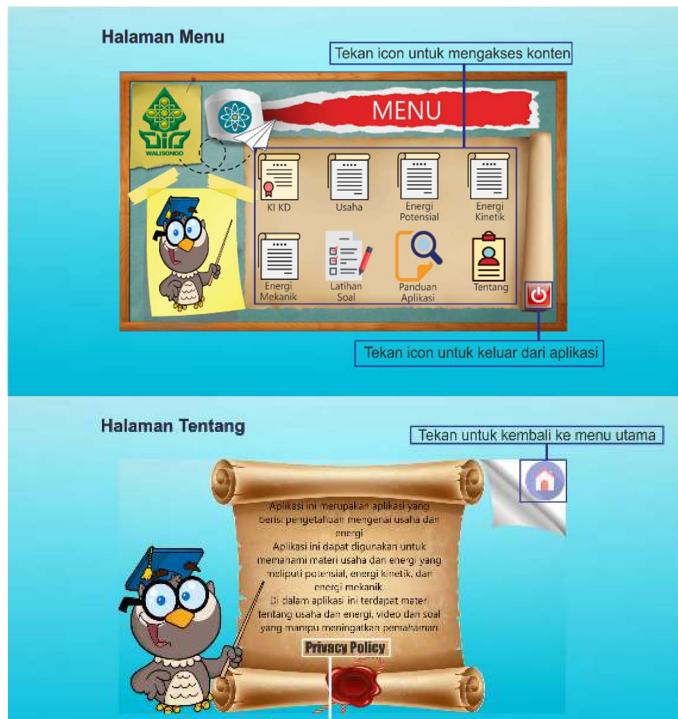 Halaman Menu
Tekan icon untuk mengakses konten
MENU
WALISONGO
KI KD
Usaha
Energi
Potensial
Energi
Kinetik
Energi
Mekanik
Latihan
Soal
Panduan
Aplikasi
Tentang
Tekan icon untuk keluar dari aplikasi
Halaman Tentang
Tekan untuk kembali ke menu utama
Aplikasi ini merupakan aplikasi yang
berisi pengetahuan mengenai usaha dan
energi
Aplikasi ini dapat digunakan untuk
memahami materi usaha dan energi yang
meliputi potensial, energi kinetik, dan
energi mekanik
Di dalam aplikasi ini terdapat materi
tentang usaha dan energi, video dan soal
yang mampu meningatkan pemahaman
Privacy Policy